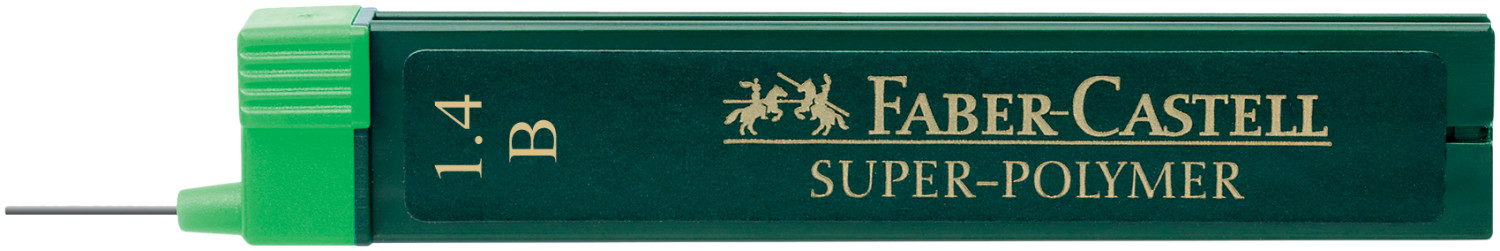 1.4
B
FABER-CASTELL
SUPER-POLYMER